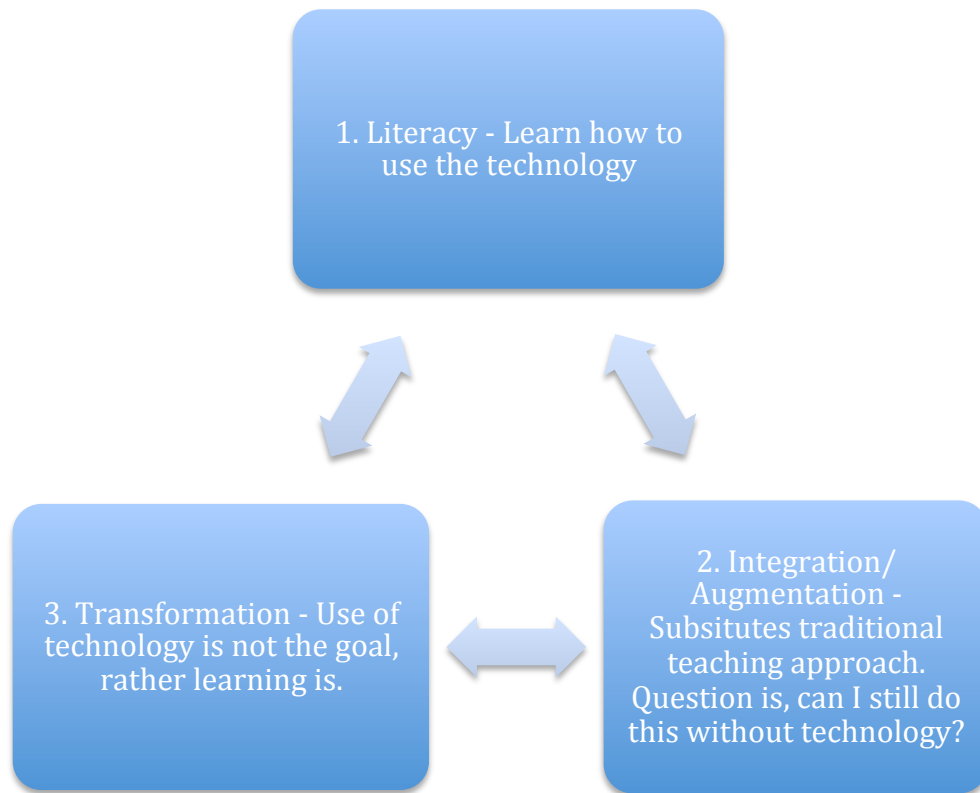 1. Literacy - Learn how to
use the technology
2. Integration/
Augmentation -
Subsitutes traditional
teaching approach.
Question is, can I still do
this without technology?
3. Transformation - Use of
technology is not the goal,
rather learning is.